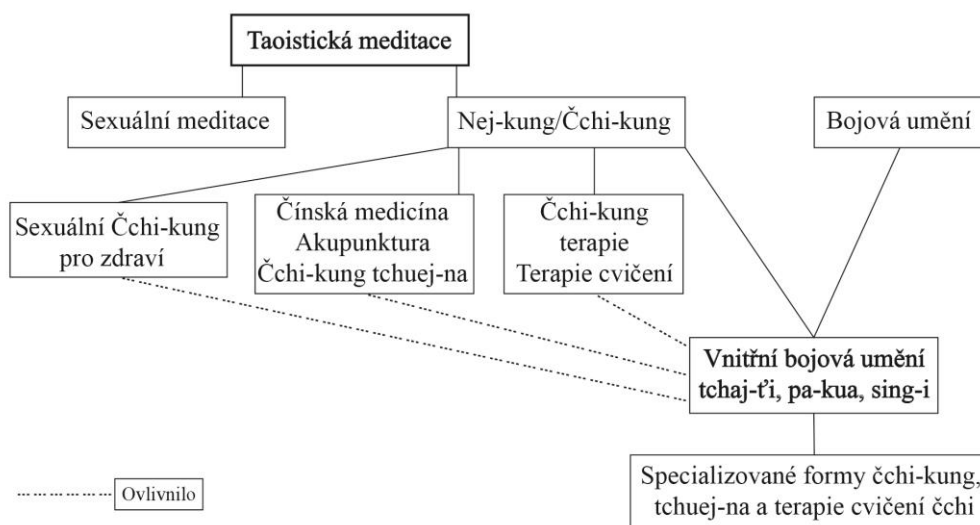 Taoistická meditace
Sexuální meditace
Nej-kung/Čchi-kung
Bojová umění
Sexuální Čchi-kung
pro zdraví
Čínská medicína
Akupunktura
Čchi-kung tchuej-na
Čchi-kung
terapie
Terapie cvičení
Vnitřní bojová umění
tchaj-ťi, pa-kua, sing-i
Specializované formy čchi-kung,
tchuej-na a terapie cvičení čchi
Ovlivnilo